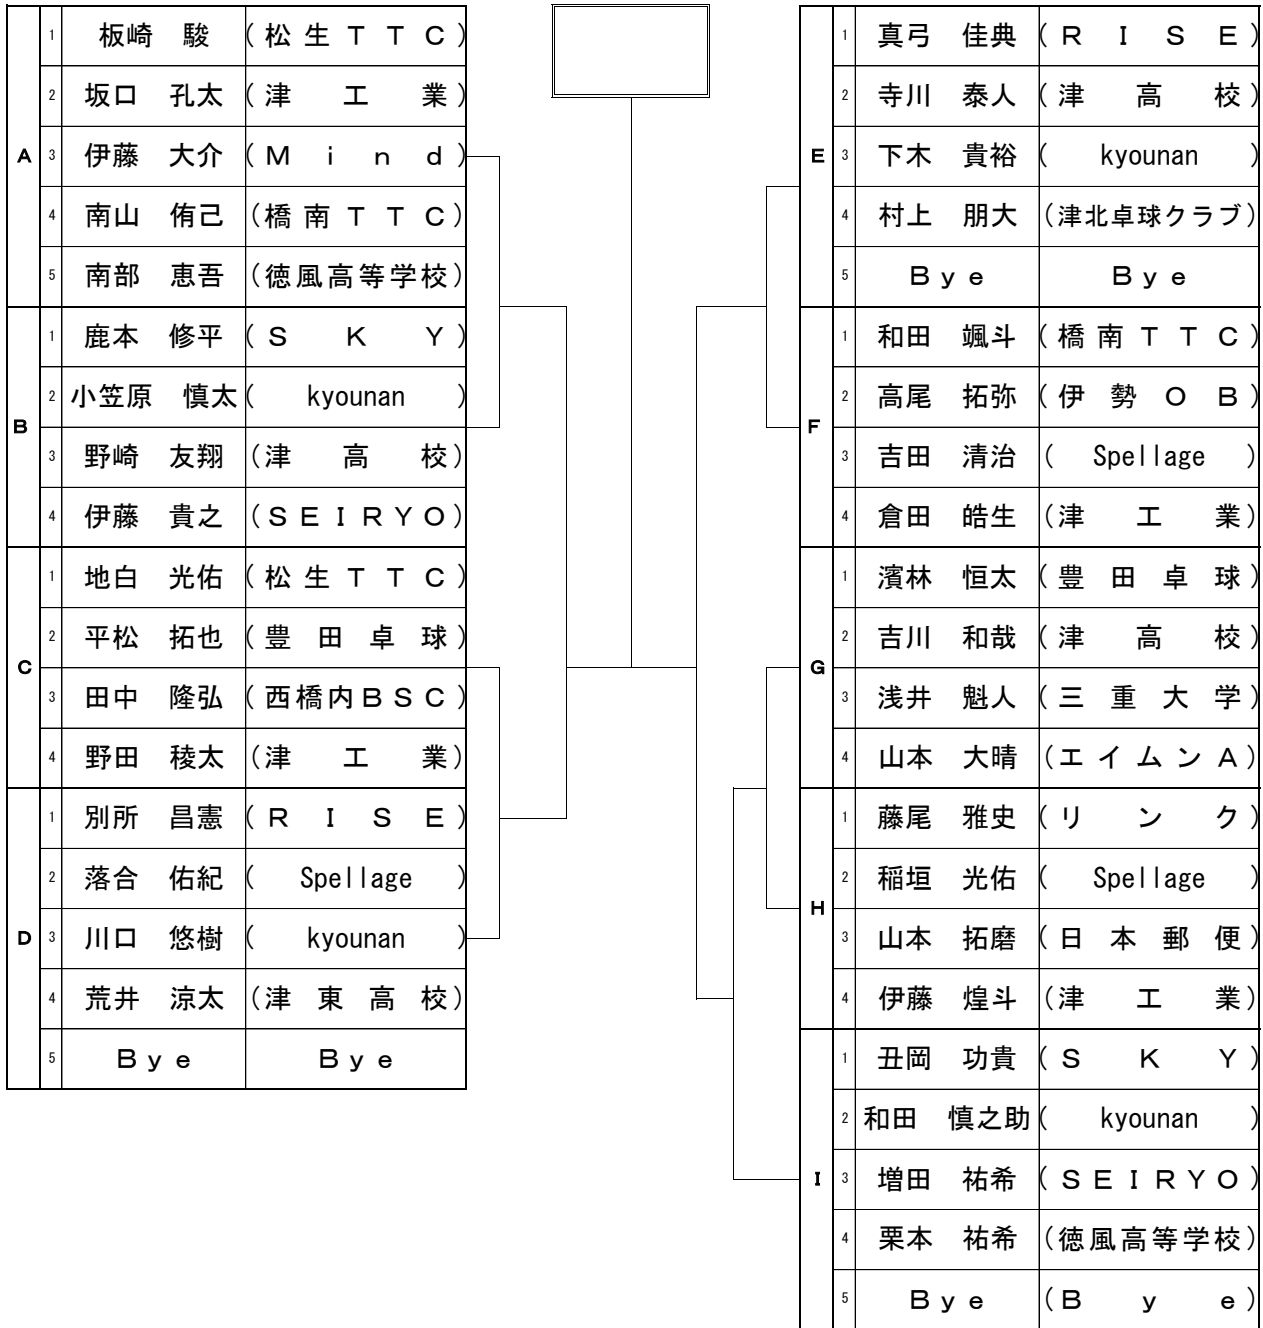 A
1 板崎 駿 (松生TTC)
2 坂口 孔太 (津工業)
3 伊藤 大介 (Mind)
4 南山 侑己 (橋南TTC)
5 南部 恵吾 (徳風高等学校)
B
1 鹿本 修平 (SKY)
2 小笠原 慎太 (kyounan)
3 野崎 友翔 (津高校)
4 伊藤 貴之 (SEIRYO)
C
1 地白 光佑 (松生TTC)
2 平松 拓也 (豊田卓球)
3 田中 隆弘 (西橋内BSC)
4 野田 稜太 (津工業)
D
1 別所 昌憲 (RISE)
2 落合 佑紀 (Spellage)
3 川口 悠樹 (kyounan)
4 荒井 涼太 (津東高校)
5 Bye Bye
E
1 真弓 佳典 (RISE)
2 寺川 泰人 (津高校)
3 下木 貴裕 (kyounan)
4 村上 朋大 (津北卓球クラブ)
5 Bye Bye
F
1 和田 颯斗 (橋南TTC)
2 高尾 拓弥 (伊勢OB)
3 吉田 清治 (Spellage)
4 倉田 皓生 (津工業)
G
1 濱林 恒太 (豊田卓球)
2 吉川 和哉 (津高校)
3 浅井 魁人 (三重大学)
4 山本 大晴 (エイムンA)
H
1 藤尾 雅史 (リンク)
2 稲垣 光佑 (Spellage)
3 山本 拓磨 (日本郵便)
4 伊藤 煌斗 (津工業)
I
1 丑岡 功貴 (SKY)
2 和田 慎之助 (kyounan)
3 増田 祐希 (SEIRYO)
4 栗本 祐希 (徳風高等学校)
5 Bye (Bye)